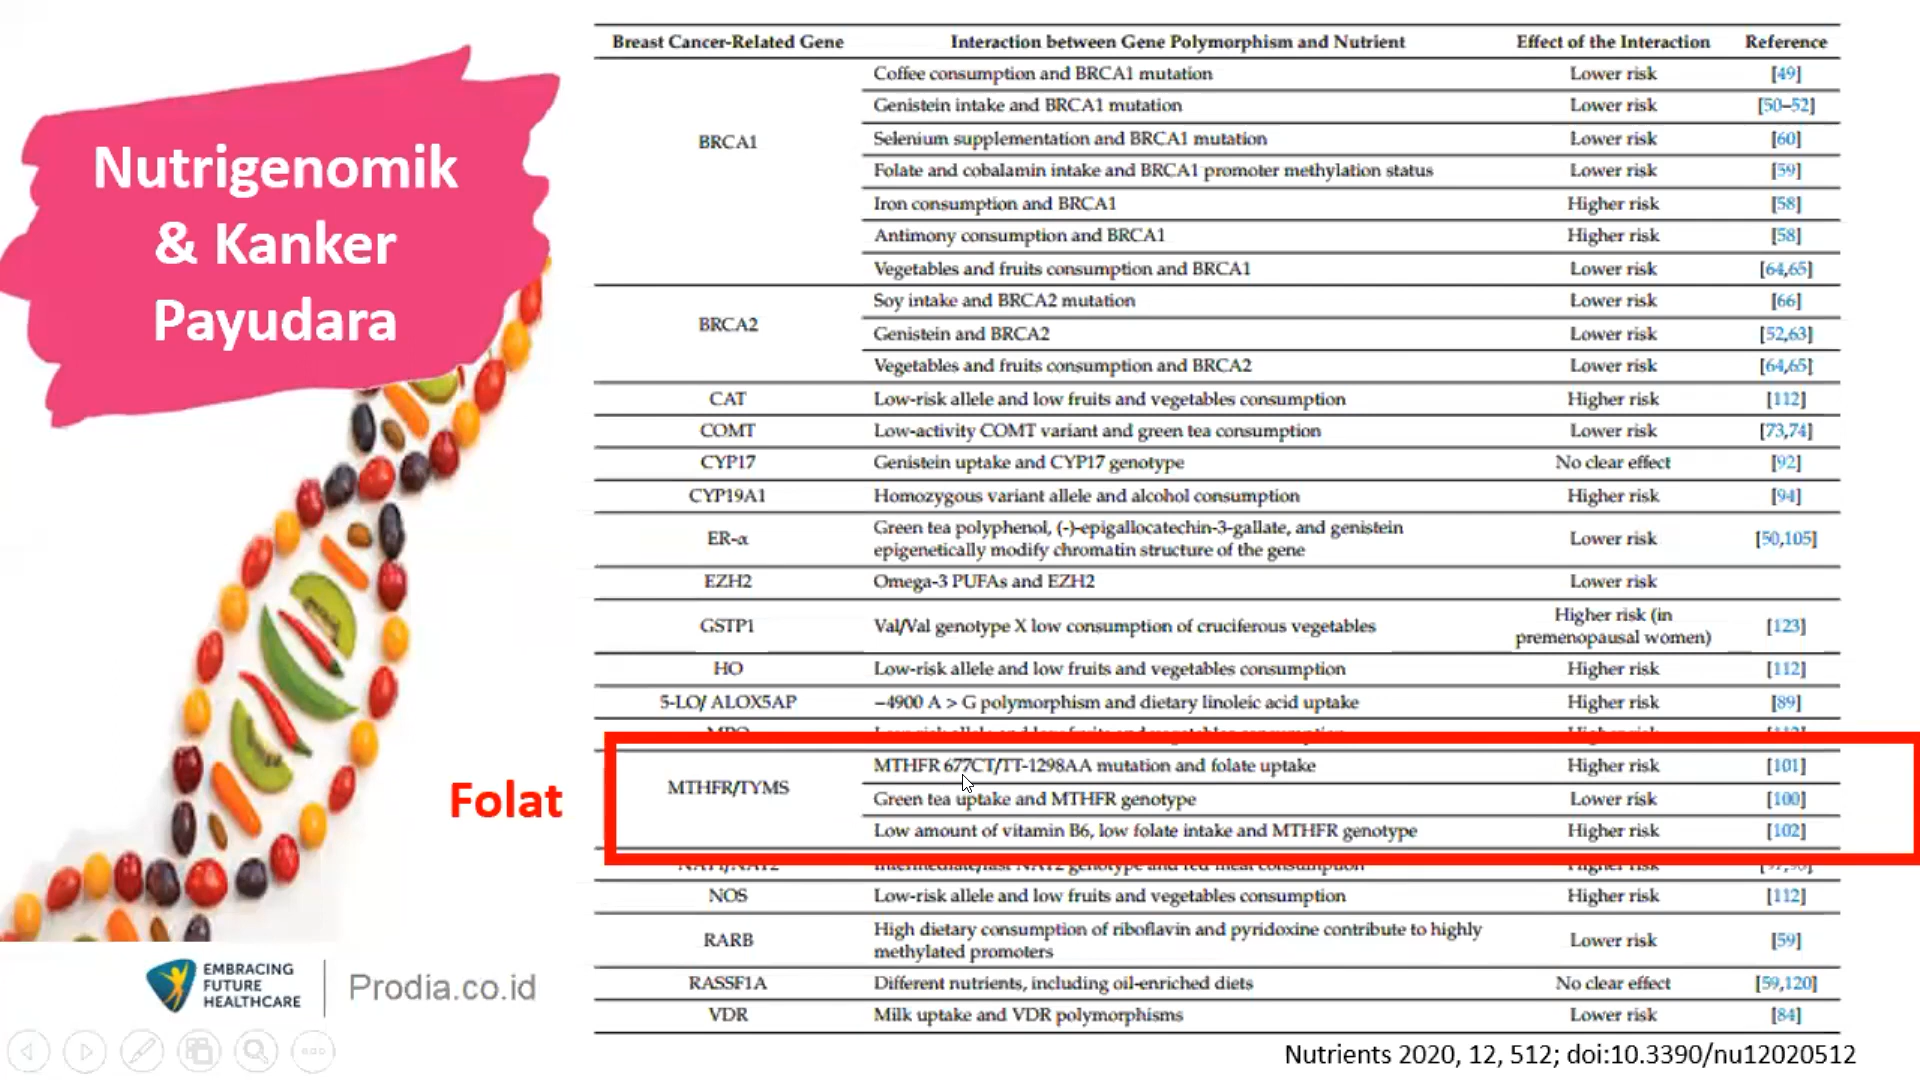 Nutrigenomik
& Kanker
Payudara
Breast Cancer-Related Gene Interaction between Gene Polymorphism and Nutrient Effect of the Interaction Reference
BRCA1
Coffee consumption and BRCA1 mutation Lower risk [49]
Genistein intake and BRCA1 mutation Lower risk [50–52]
Selenium supplementation and BRCA1 mutation Lower risk [60]
Folate and cobalamin intake and BRCA1 promoter methylation status Lower risk [59]
Iron consumption and BRCA1 Higher risk [58]
Antimony consumption and BRCA1 Higher risk [58]
Vegetables and fruits consumption and BRCA1 Lower risk [64,65]
BRCA2
Soy intake and BRCA2 mutation Lower risk [66]
Genistein and BRCA2 Lower risk [52,63]
Vegetables and fruits consumption and BRCA2 Lower risk [64,65]
CAT Low-risk allele and low fruits and vegetables consumption Higher risk [112]
COMT Low-activity COMT variant and green tea consumption Lower risk [73,74]
CYP17 Genistein uptake and CYP17 genotype No clear effect [92]
CYP19A1 Homozygous variant allele and alcohol consumption Higher risk [94]
ER-α Green tea polyphenol, (-)-epigallocatechin-3-gallate, and genistein
epigenetically modify chromatin structure of the gene Lower risk [50,105]
EZH2 Omega-3 PUFAs and EZH2 Lower risk
GSTP1 Val/Val genotype X low consumption of cruciferous vegetables Higher risk (in
premenopausal women) [123]
HO Low-risk allele and low fruits and vegetables consumption Higher risk [112]
5-LO/ ALOX5AP −4900 A > G polymorphism and dietary linoleic acid uptake Higher risk [89]
Folat
MTHFR/TYMS
MTHFR 677CT/TT-1298AA mutation and folate uptake Higher risk [101]
Green tea uptake and MTHFR genotype Lower risk [100]
Low amount of vitamin B6, low folate intake and MTHFR genotype Higher risk [102]
Intermediate/fast NAT2 genotype and red meat consumption Higher risk
NOS Low-risk allele and low fruits and vegetables consumption Higher risk [112]
RARB High dietary consumption of riboflavin and pyridoxine contribute to highly
methylated promoters Lower risk [59]
RASSF1A Different nutrients, including oil-enriched diets No clear effect [59,120]
VDR Milk uptake and VDR polymorphisms Lower risk [84]
EMBRACING
FUTURE
HEALTHCARE
Prodia.co.id
Nutrients 2020, 12, 512; doi:10.3390/nu12020512